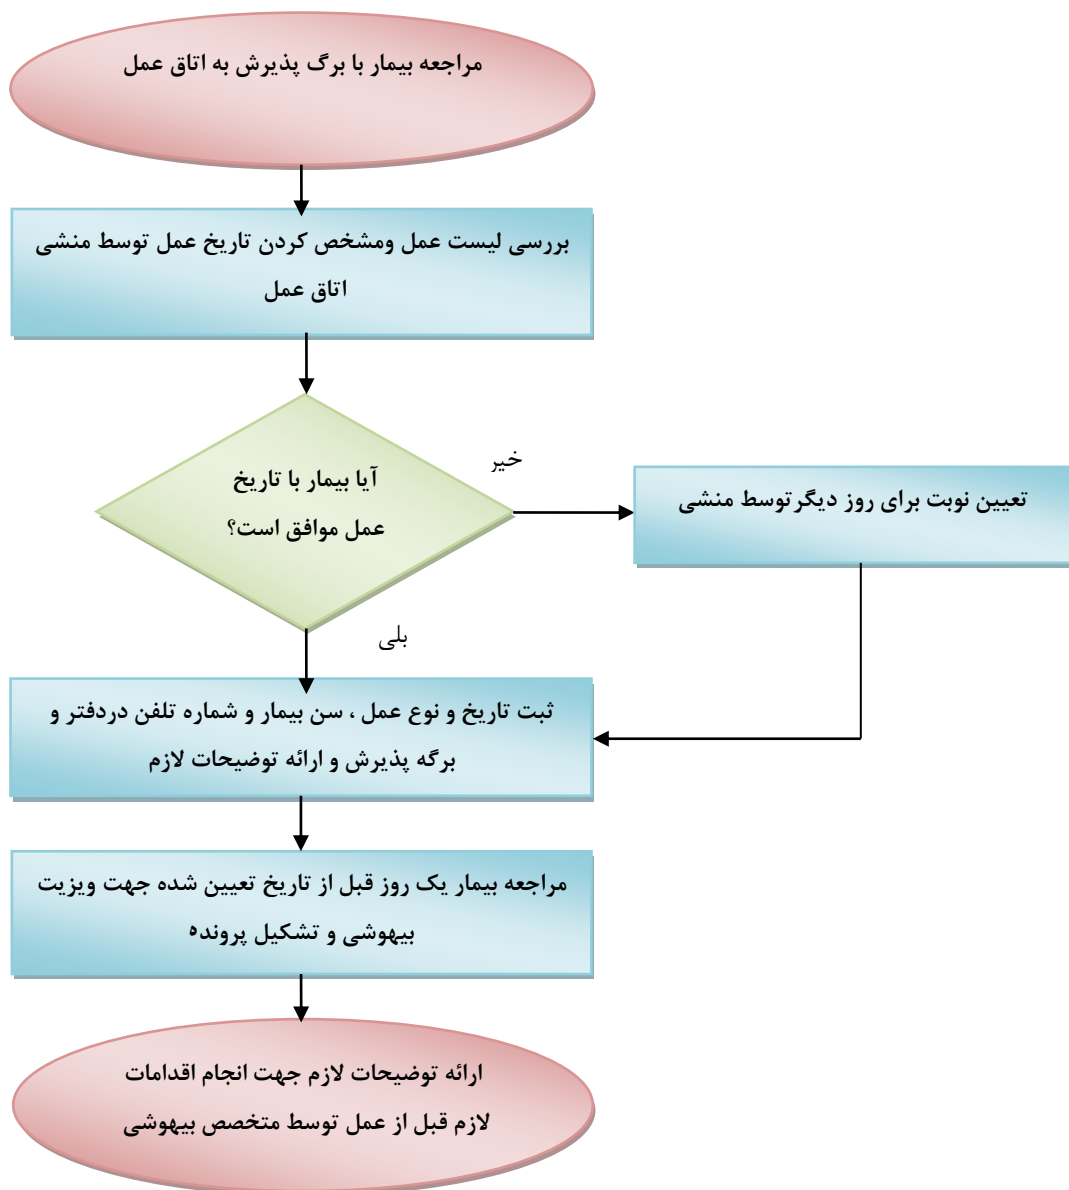 مراجعه بیمار با برگ پذیرش به اتاق عمل
بررسی لیست عمل ومشخص کردن تاریخ عمل توسط منشی
اتاق عمل
آیا بیمار با تاریخ
عمل موافق است؟
خیر
تعیین نوبت برای روز دیگرتوسط منشی
بلی
ثبت تاریخ و نوع عمل ، سن بیمار و شماره تلفن دردفتر و
برگه پذیرش و ارائه توضیحات لازم
مراجعه بیمار یک روز قبل از تاریخ تعیین شده جهت ویزیت
بیهوشی و تشکیل پرونده
ارائه توضیحات لازم جهت انجام اقدامات
لازم قبل از عمل توسط متخصص بیهوشی